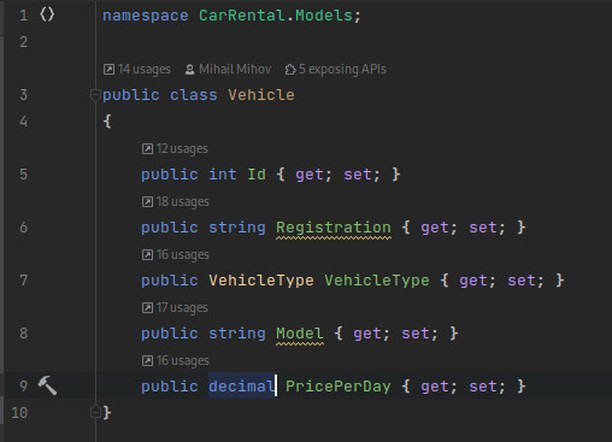 1 namespace CarRental.Models;
2
14 usages Mihail Mihov 5 exposing APIs
3 public class Vehicle
4 {
12 usages
5 public int Id { get; set; }
18 usages
6 public string Registration { get; set; }
16 usages
7 public VehicleType VehicleType { get; set; }
17 usages
8 public string Model { get; set; }
16 usages
9 public decimal PricePerDay { get; set; }
10 }